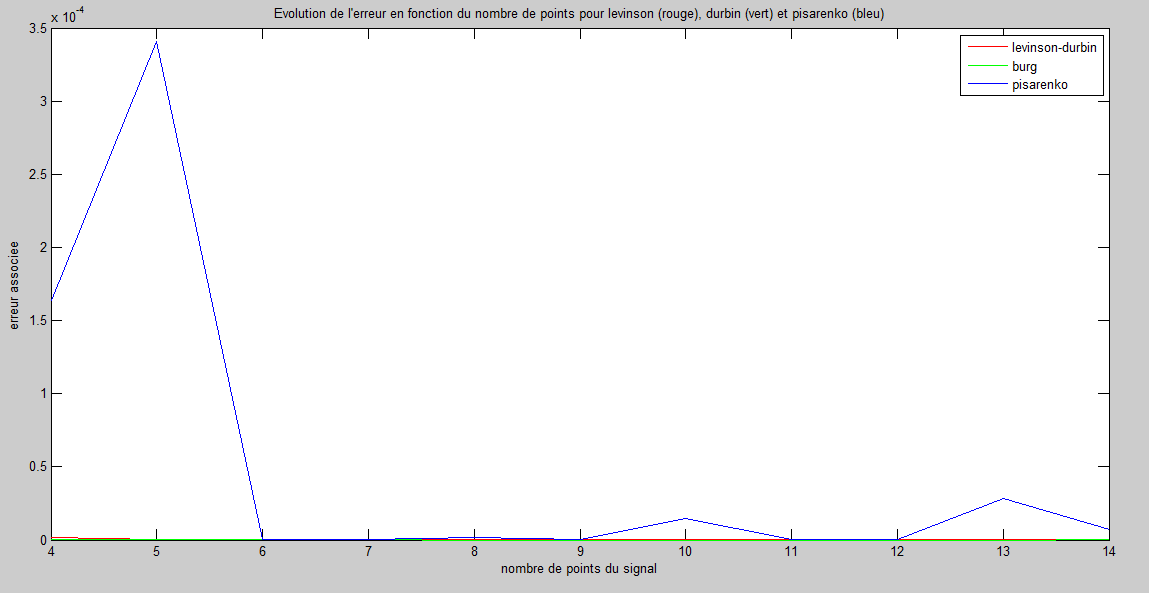 Evolution de l'erreur en fonction du nombre de points pour levinson (rouge), durbin (vert) et pisarenko (bleu)
x 10^-4
3.5
3
2.5
2
1.5
1
0.5
0
erreur associee
levinson-durbin
burg
pisarenko
4 5 6 7 8 9 10 11 12 13 14
nombre de points du signal